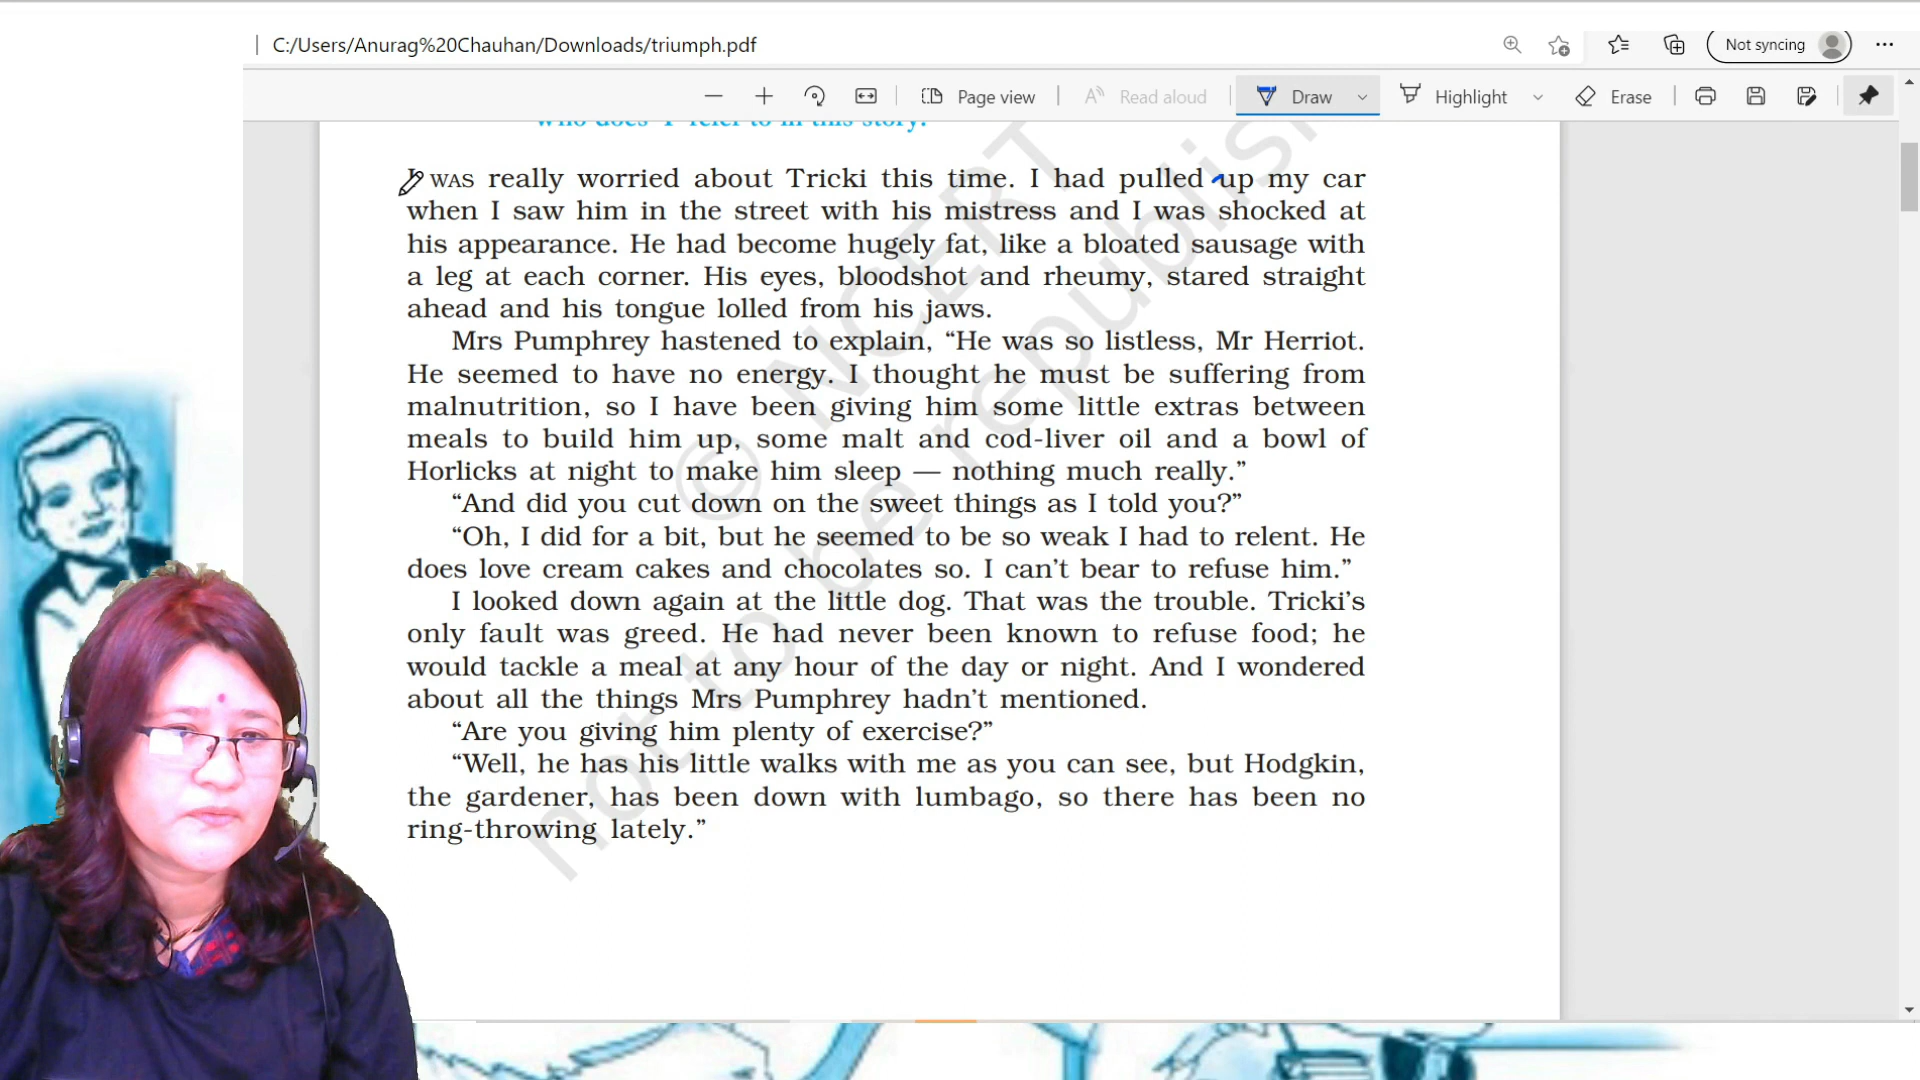 C:/Users/Anurag%20Chauhan/Downloads/triumph.pdf
Not syncing
Page view
Read aloud
Draw
Highlight
Erase
who does 'I' refer to in this story?
I WAS really worried about Tricki this time. I had pulled up my car
when I saw him in the street with his mistress and I was shocked at
his appearance. He had become hugely fat, like a bloated sausage with
a leg at each corner. His eyes, bloodshot and rheumy, stared straight
ahead and his tongue lolled from his jaws.
Mrs Pumphrey hastened to explain, “He was so listless, Mr Herriot.
He seemed to have no energy. I thought he must be suffering from
malnutrition, so I have been giving him some little extras between
meals to build him up, some malt and cod-liver oil and a bowl of
Horlicks at night to make him sleep — nothing much really.”
“And did you cut down on the sweet things as I told you?”
“Oh, I did for a bit, but he seemed to be so weak I had to relent. He
does love cream cakes and chocolates so. I can’t bear to refuse him.”
I looked down again at the little dog. That was the trouble. Tricki’s
only fault was greed. He had never been known to refuse food; he
would tackle a meal at any hour of the day or night. And I wondered
about all the things Mrs Pumphrey hadn’t mentioned.
“Are you giving him plenty of exercise?”
“Well, he has his little walks with me as you can see, but Hodgkin,
the gardener, has been down with lumbago, so there has been no
ring-throwing lately.”
© NCERT
not to be republish